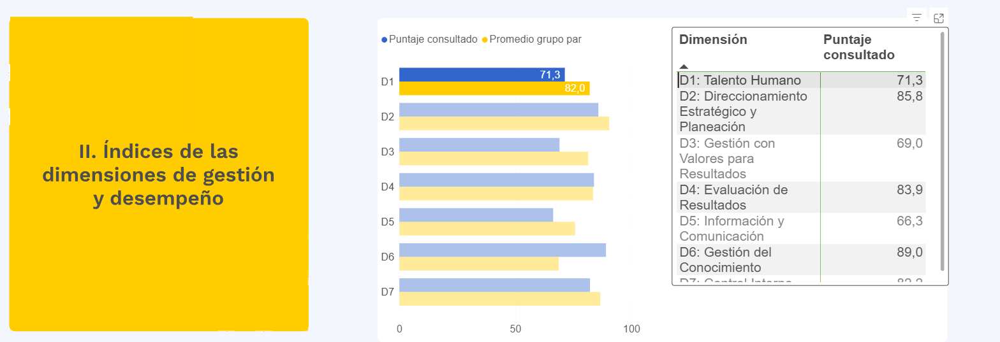 II. Índices de las
dimensiones de gestión
y desempeño
Puntaje consultado
Promedio grupo par
D1
71,3
82,0
D2
D3
D4
D5
D6
D7
0
50
100
Dimensión
Puntaje
consultado
D1: Talento Humano
71,3
D2: Direccionamiento
Estratégico y
Planeación
85,8
D3: Gestión con
Valores para
Resultados
69,0
D4: Evaluación de
Resultados
83,9
D5: Información y
Comunicación
66,3
D6: Gestión del
Conocimiento
89,0
D7: Control Interno